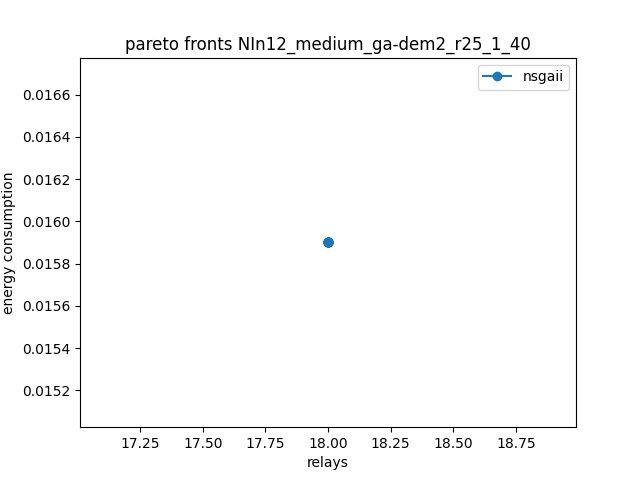 pareto fronts NIn12_medium_ga-dem2_r25_1_40
nsgaii
0.0166
0.0164
0.0162
0.0160
0.0158
0.0156
0.0154
0.0152
energy consumption
17.25 17.50 17.75 18.00 18.25 18.50 18.75
relays